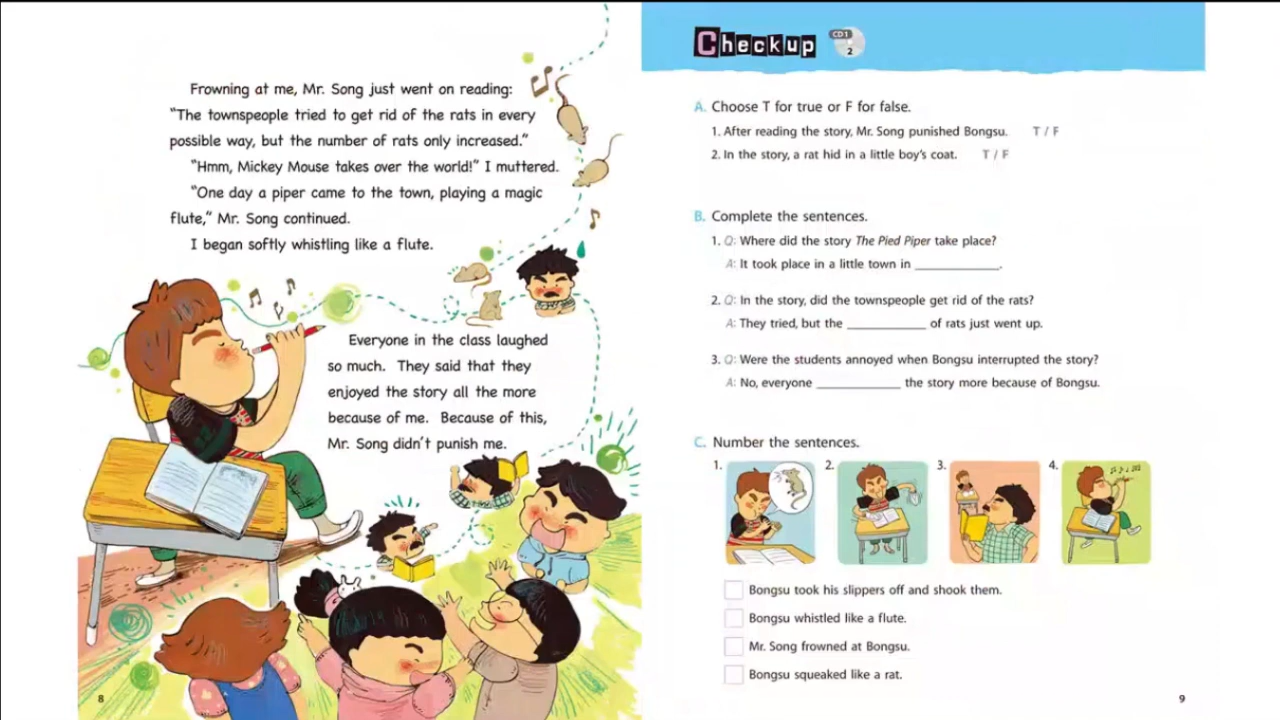 Frowning at me, Mr. Song just went on reading:
“The townspeople tried to get rid of the rats in every
possible way, but the number of rats only increased.”
“Hmm, Mickey Mouse takes over the world!” I muttered.
“One day a piper came to the town, playing a magic
flute,” Mr. Song continued.
I began softly whistling like a flute.
Everyone in the class laughed
so much. They said that they
enjoyed the story all the more
because of me. Because of this,
Mr. Song didn’t punish me.
8
Checkup
CD1
2
A. Choose T for true or F for false.
1. After reading the story, Mr. Song punished Bongsu. T / F
2. In the story, a rat hid in a little boy’s coat. T / F
B. Complete the sentences.
1. Q: Where did the story The Pied Piper take place?
A: It took place in a little town in ____________.
2. Q: In the story, did the townspeople get rid of the rats?
A: They tried, but the ____________ of rats just went up.
3. Q: Were the students annoyed when Bongsu interrupted the story?
A: No, everyone ____________ the story more because of Bongsu.
C. Number the sentences.
1. 2. 3. 4.
Bongsu took his slippers off and shook them.
Bongsu whistled like a flute.
Mr. Song frowned at Bongsu.
Bongsu squeaked like a rat.
9